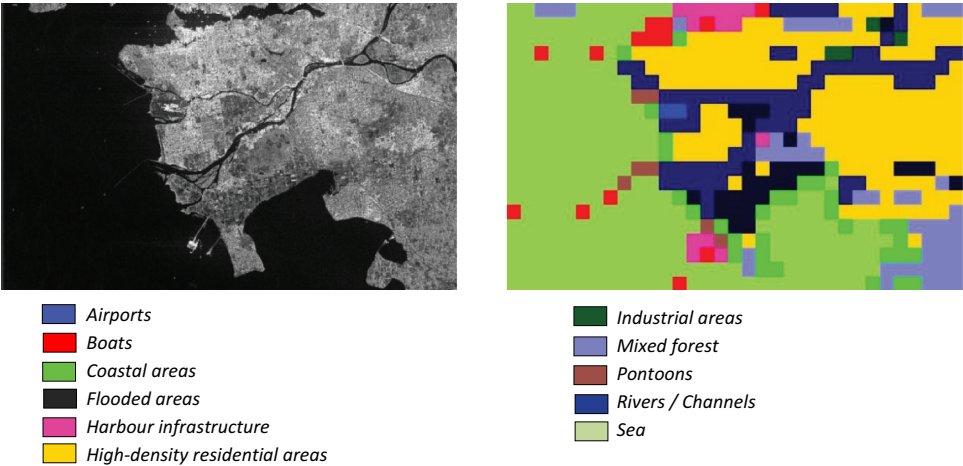 Airports
Boats
Coastal areas
Flooded areas
Harbour infrastructure
High-density residential areas
Industrial areas
Mixed forest
Pontoons
Rivers / Channels
Sea